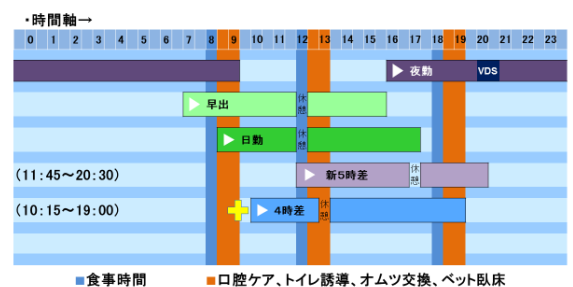 ・時間軸→
0 1 2 3 4 5 6 7 8 9 10 11 12 13 14 15 16 17 18 19 20 21 22 23
夜勤 VDS
早出 休憩
日勤 休憩
(11:45～20:30) 新5時差 休憩
(10:15～19:00) 4時差 休憩
■食事時間 ■口腔ケア、トイレ誘導、オムツ交換、ベット臥床